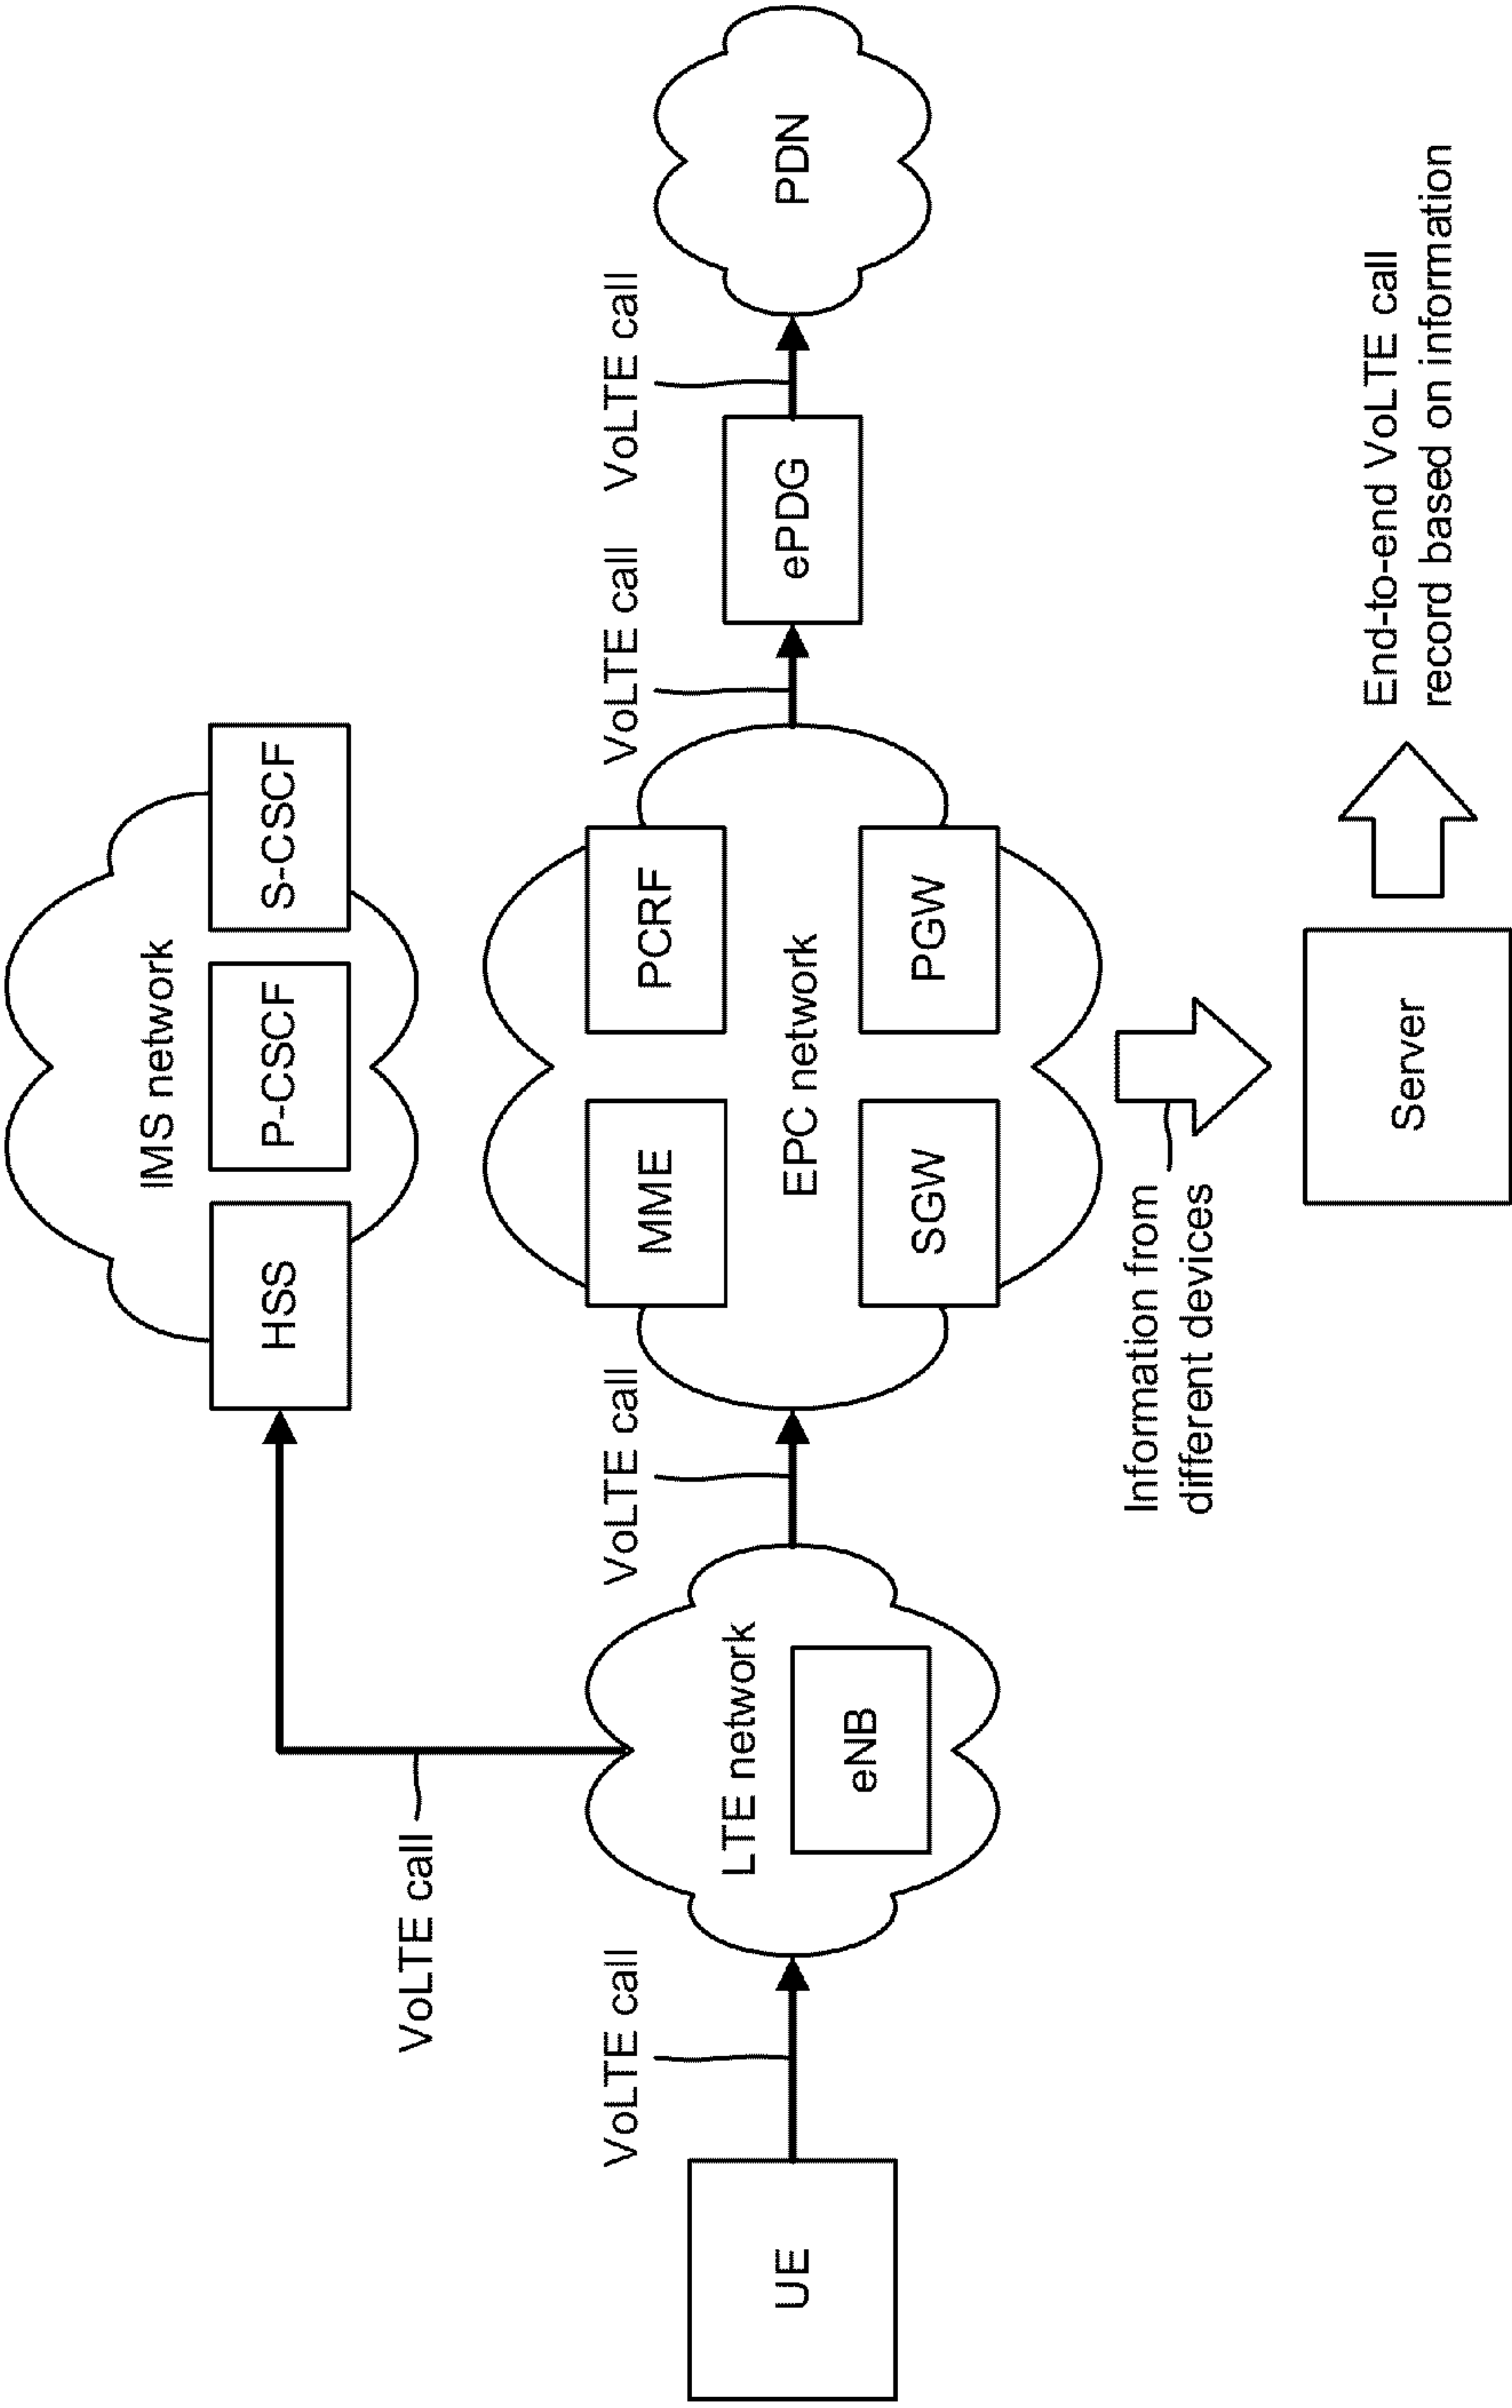 IMS network
HSS
P-CSCF
S-CSCF
VoLTE call
VoLTE call
VoLTE call
VoLTE call
VoLTE call
UE
LTE network
eNB
MME
PCRF
EPC network
SGW
PGW
ePDG
PDN
Information from
different devices
Server
End-to-end VoLTE call
record based on information